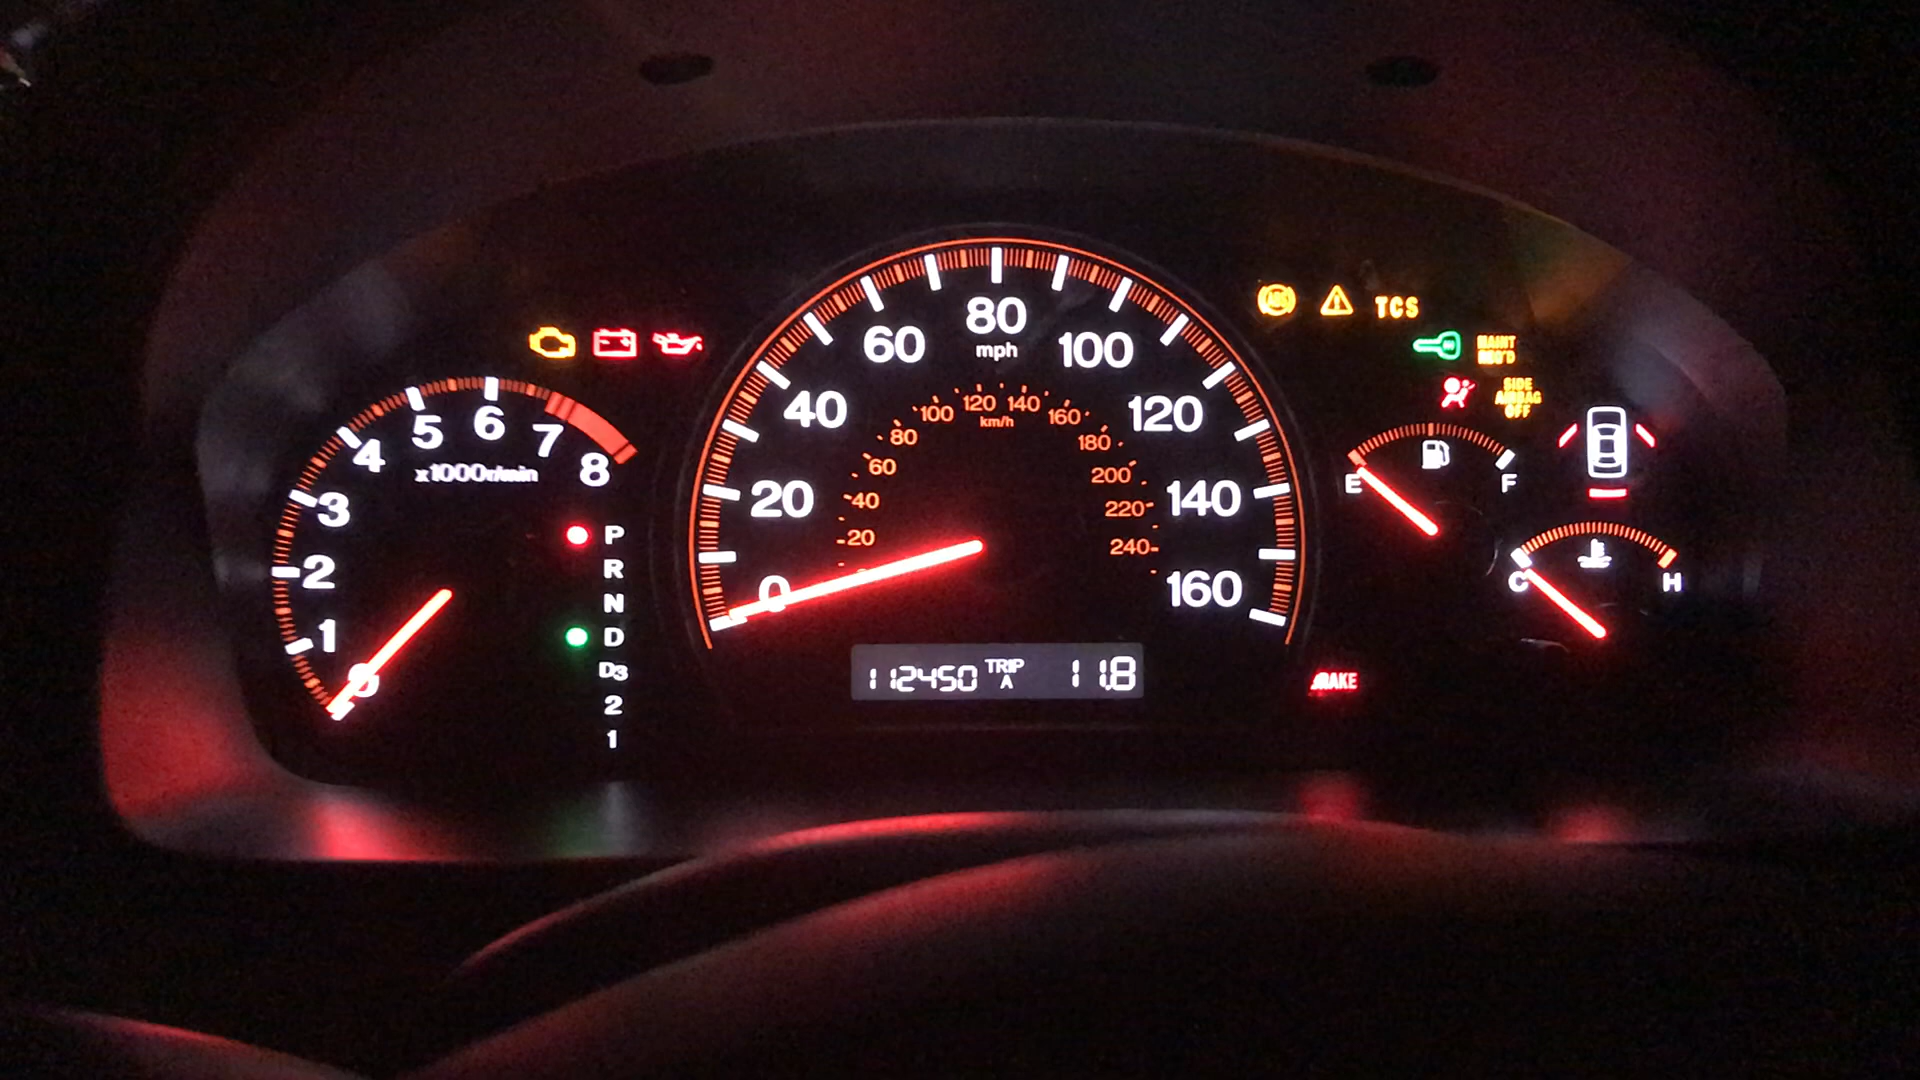 ABS
TCS
MAINT
REQ'D
SIDE
AIRBAG
OFF
0
1
2
3
4
5
6
7
8
x1000r/min
P
R
N
D
D3
2
1
0
20
40
60
80
100
120
140
160
mph
20
40
60
80
100
120
140
160
180
200
220
240
km/h
112450 TRIP A 11.8
E
F
C
H
BRAKE